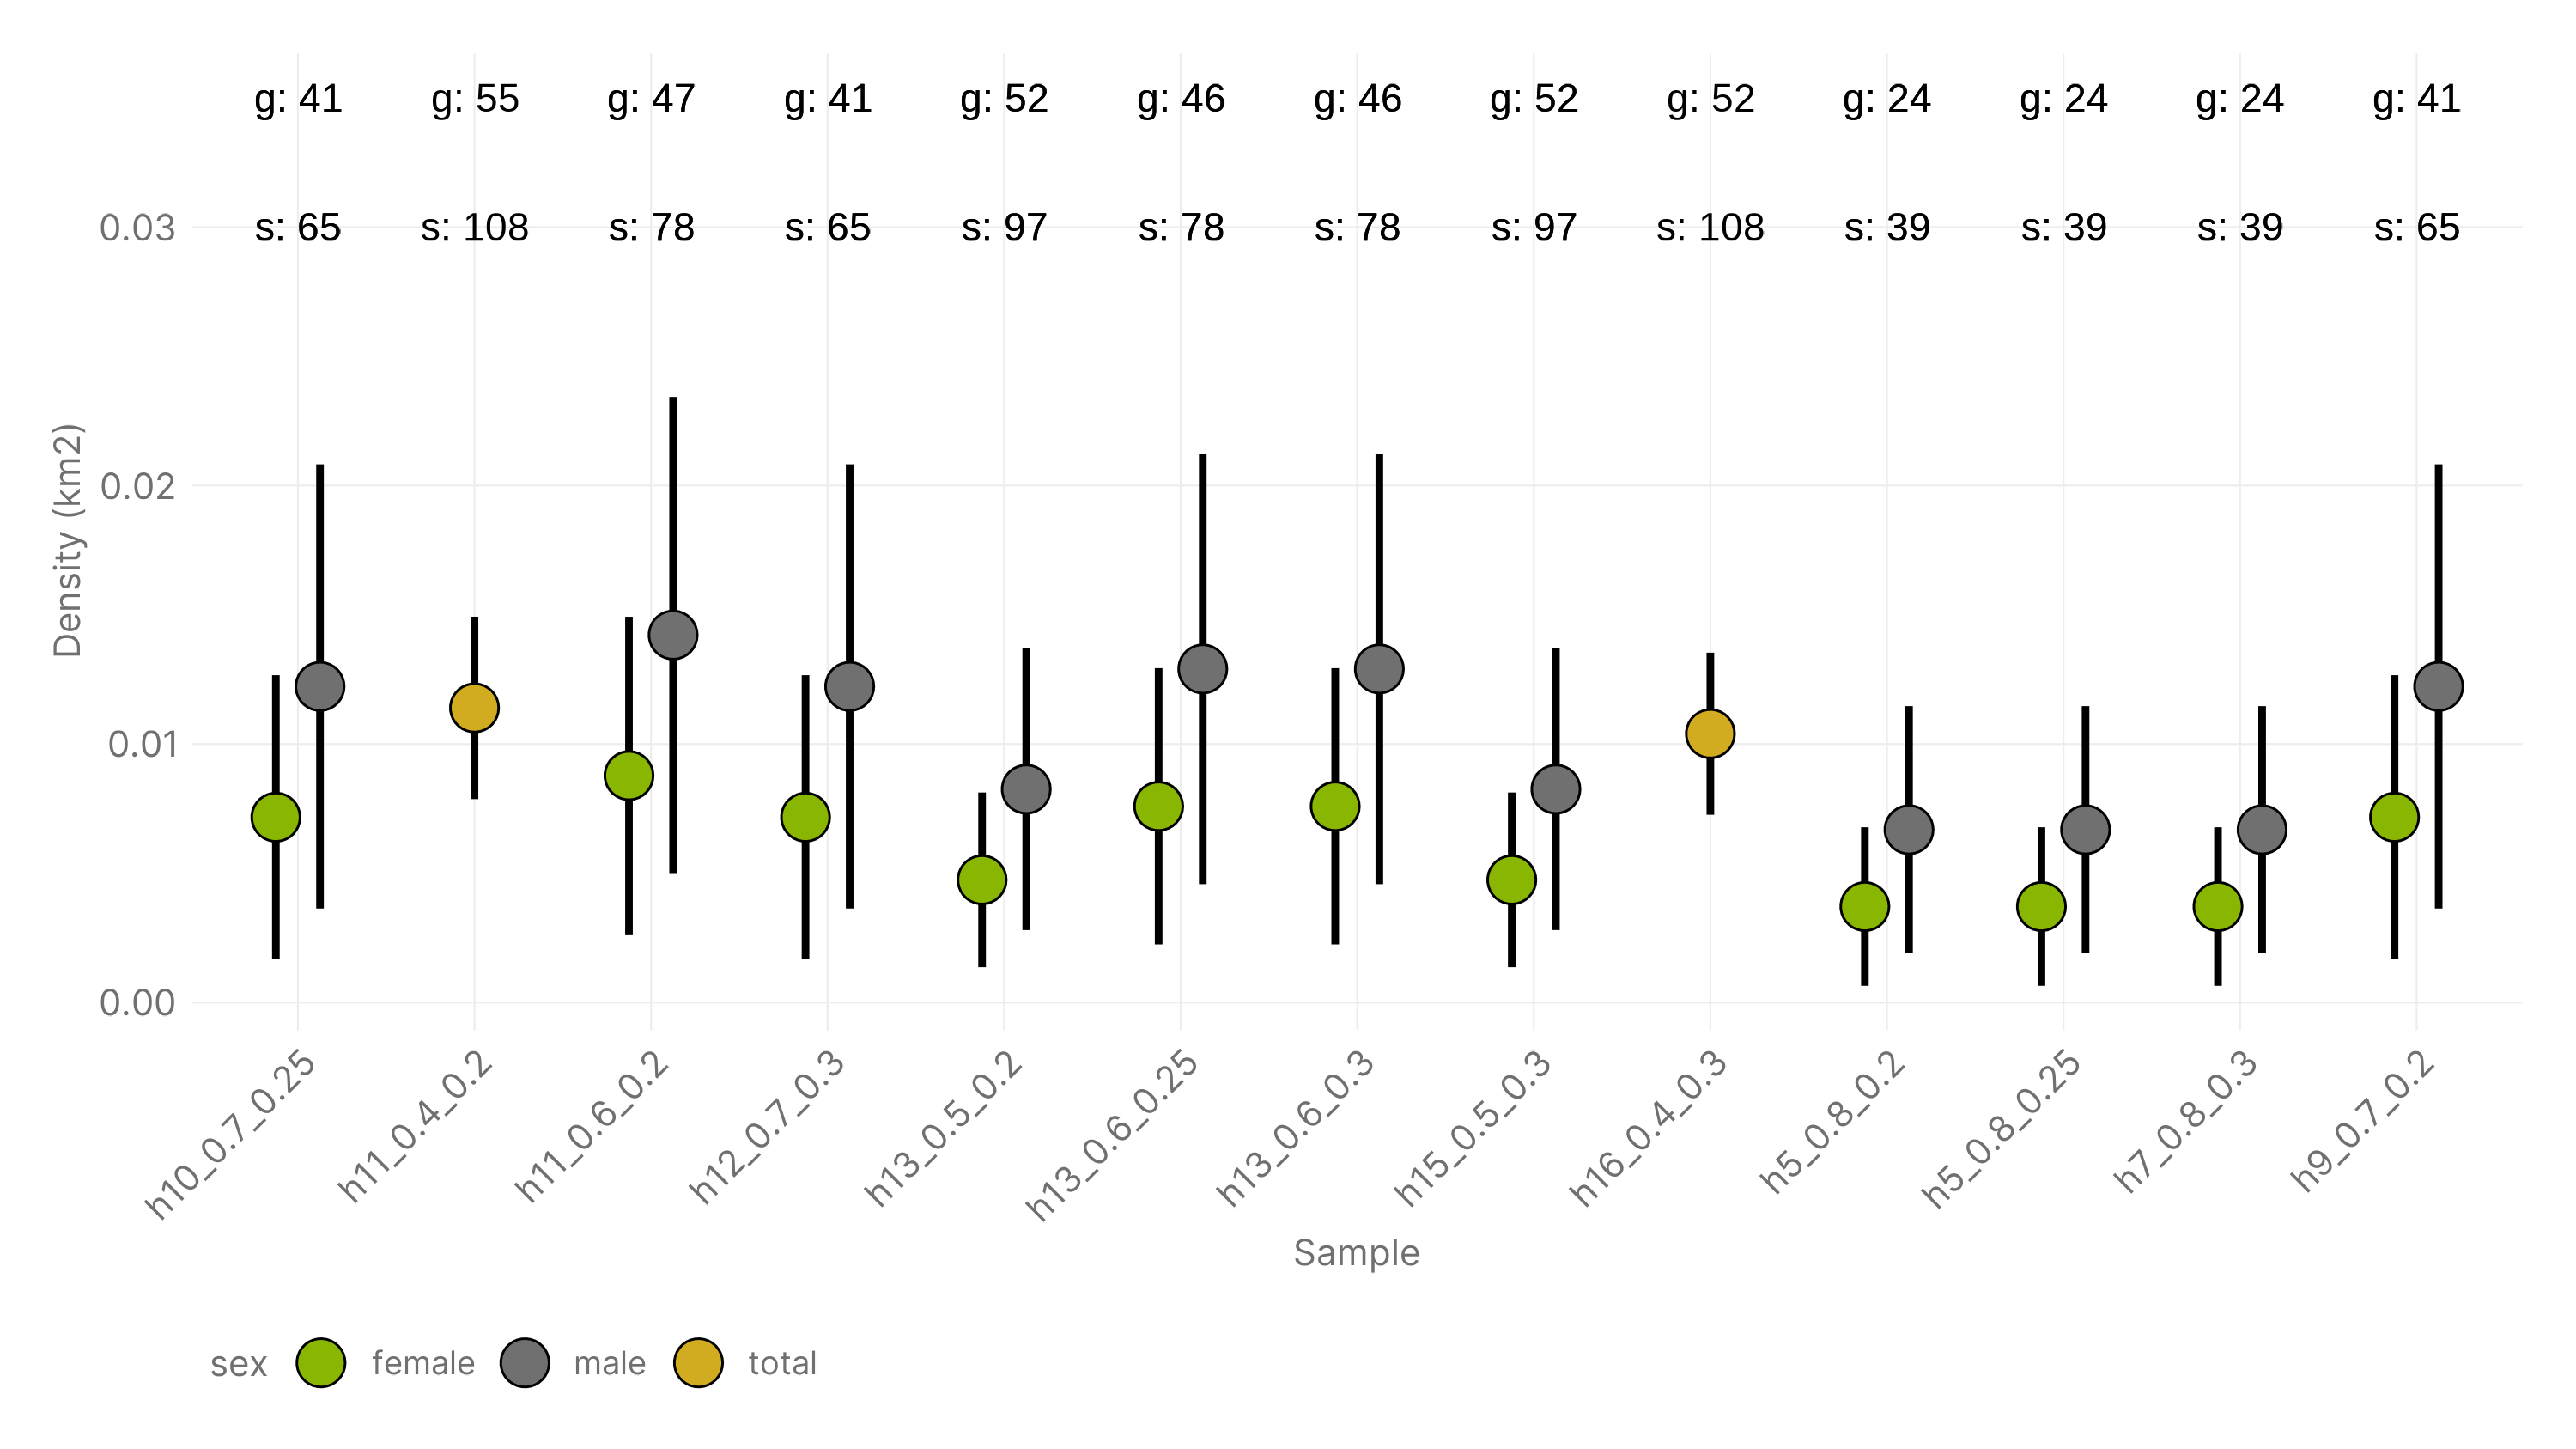 g: 41 g: 55 g: 47 g: 41 g: 52 g: 46 g: 46 g: 52 g: 52 g: 24 g: 24 g: 24 g: 41
0.03 s: 65 s: 108 s: 78 s: 65 s: 97 s: 78 s: 78 s: 97 s: 108 s: 39 s: 39 s: 39 s: 65
Density (km2)
0.02
0.01
0.00
h10_0.7_0.25 h11_0.4_0.2 h11_0.6_0.2 h12_0.7_0.3 h13_0.5_0.2 h13_0.6_0.25 h13_0.6_0.3 h15_0.5_0.3 h16_0.4_0.3 h5_0.8_0.2 h5_0.8_0.25 h7_0.8_0.3 h9_0.7_0.2
Sample
sex female male total